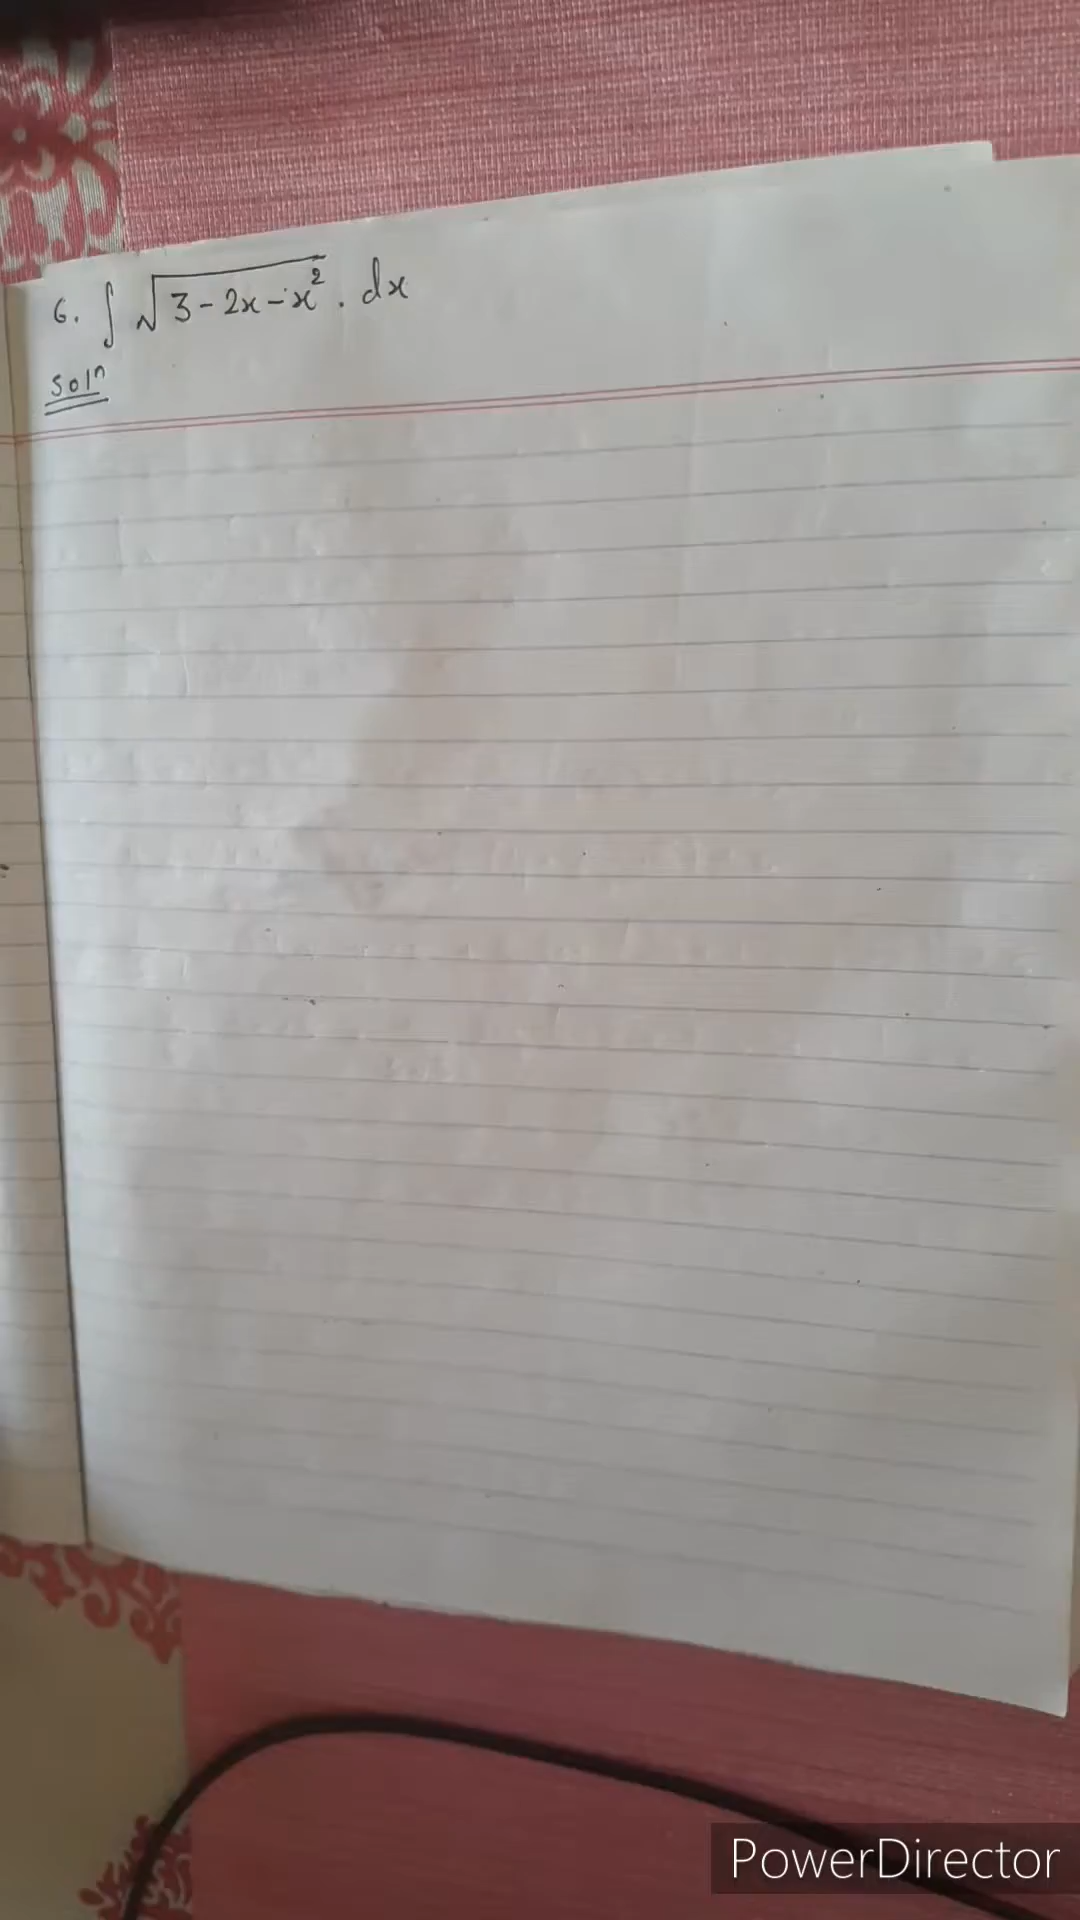 6. ∫ √3-2x-x² . dx
Solⁿ
PowerDirector